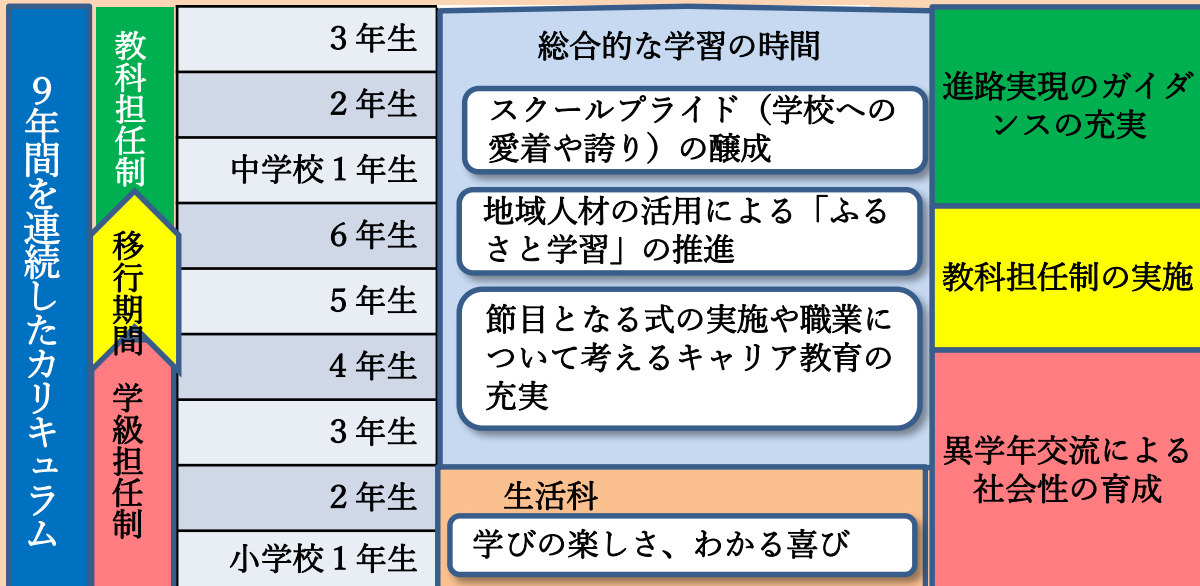 9年間を連続したカリキュラム
教科担任制
移行期間
学級担任制
3年生
2年生
中学校1年生
6年生
5年生
4年生
3年生
2年生
小学校1年生
総合的な学習の時間
スクールプライド（学校への
愛着や誇り）の醸成
地域人材の活用による「ふる
さと学習」の推進
節目となる式の実施や職業に
ついて考えるキャリア教育の
充実
生活科
学びの楽しさ、わかる喜び
進路実現のガイダ
ンスの充実
教科担任制の実施
異学年交流による
社会性の育成